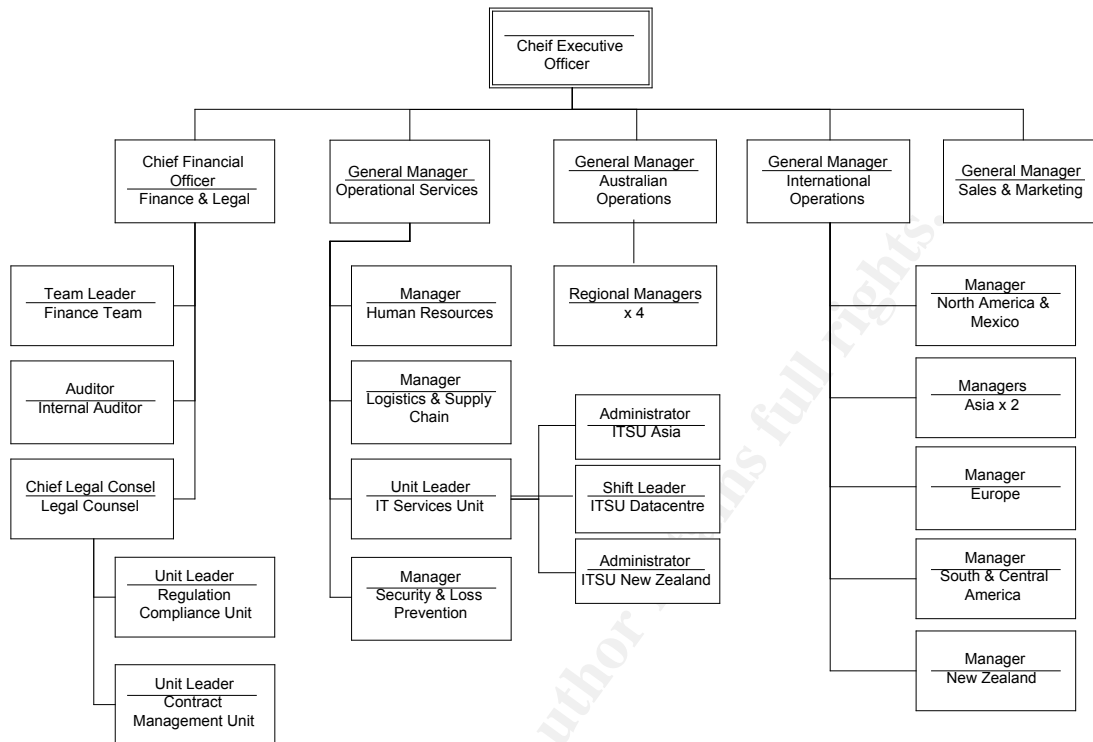 Cheif Executive
Officer
Chief Financial
Officer
Finance & Legal
General Manager
Operational Services
General Manager
Australian
Operations
General Manager
International
Operations
General Manager
Sales & Marketing
Team Leader
Finance Team
Auditor
Internal Auditor
Chief Legal Consel
Legal Counsel
Unit Leader
Regulation
Compliance Unit
Unit Leader
Contract
Management Unit
Manager
Human Resources
Manager
Logistics & Supply
Chain
Unit Leader
IT Services Unit
Manager
Security & Loss
Prevention
Administrator
ITSU Asia
Shift Leader
ITSU Datacentre
Administrator
ITSU New Zealand
Regional Managers
x 4
Manager
North America &
Mexico
Managers
Asia x 2
Manager
Europe
Manager
South & Central
America
Manager
New Zealand
full rights.